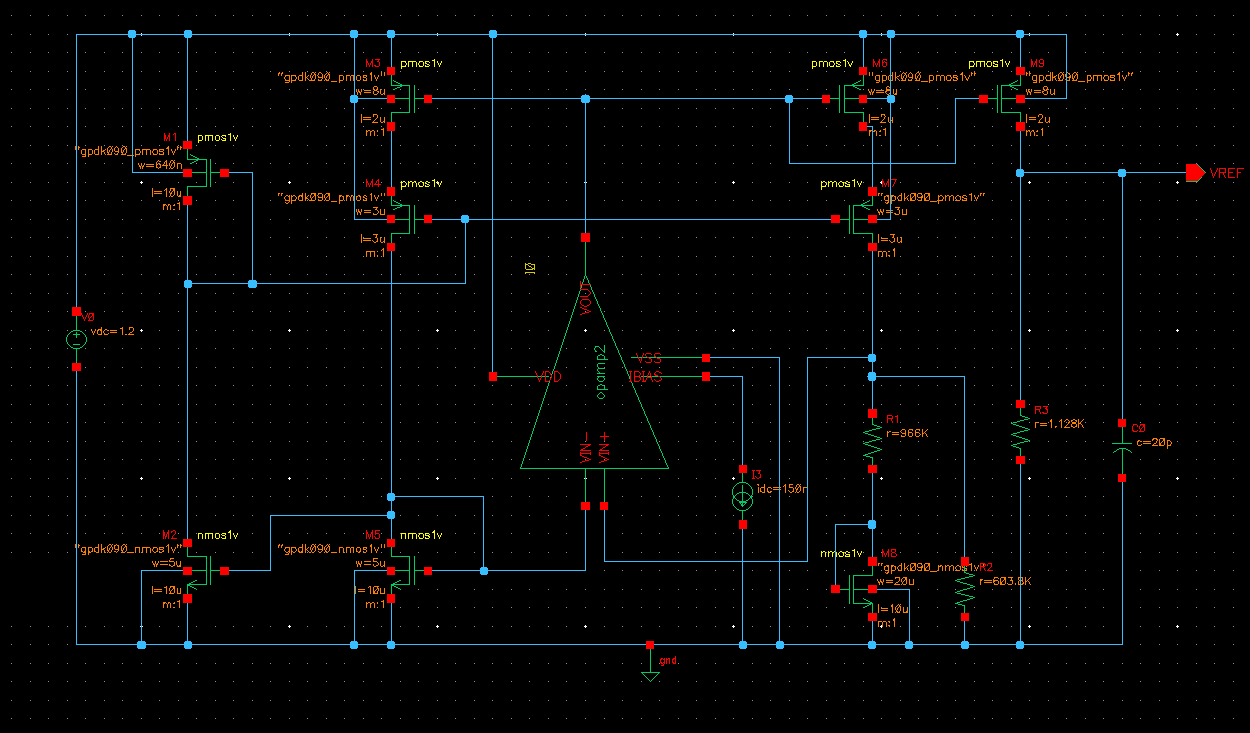 M3
pmos1v
"gpdk090_pmos1v"
w=8u
l=2u
m:1
pmos1v
M6
"gpdk090_pmos1v"
l=2u
m:1
pmos1v
M9
"gpdk090_pmos1v"
w=8u
l=2u
m:1
M1
pmos1v
"gpdk090_pmos1v"
w=640n
l=10u
m:1
M4
pmos1v
"gpdk090_pmos1v"
w=3u
l=3u
m:1
pmos1v
M7
"gpdk090_pmos1v"
w=3u
l=3u
m:1
VREF
V0
vdc=1.2
I0
VOUT
opamp2
VDD
VSS
IBIAS
VIN-
VIN+
R1
r=966K
R3
r=1.128K
C0
c=20p
I3
idc=150n
M2
nmos1v
"gpdk090_nmos1v"
w=5u
l=10u
m:1
M5
nmos1v
"gpdk090_nmos1v"
w=5u
l=10u
m:1
nmos1v
M8
"gpdk090_nmos1v"
w=20u
l=10u
m:1
R2
r=603.8K
gnd